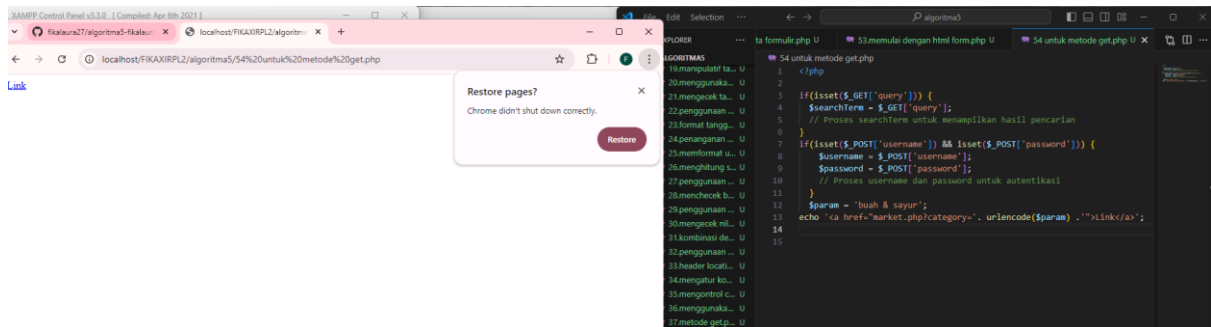 XAMPP Control Panel v3.3.0 [ Compiled: Apr 6th 2021 ]
fikalaura27/algoritma5-fikalaur
localhost/FIKAXIRPL2/algoritm
localhost/FIKAXIRPL2/algoritma5/54%20untuk%20metode%20get.php
F
Link
Restore pages?
Chrome didn't shut down correctly.
Restore
File Edit Selection ...
algoritma5
XPLORER ...
ta formulir.php U
53.memulai dengan html form.php U
54 untuk metode get.php U
LGORITMA5
54 untuk metode get.php
19.manipulatif ta... U
20.menggunaka... U
21.mengecek ta... U
22.penggunaan ... U
23.format tangg... U
24.penanganan ... U
25.memformat u... U
26.menghitung s... U
27.penggunaan ... U
28.menchecek b... U
29.penggunaan ... U
30.mengecek nil... U
31.kombinasi de... U
32.penggunaan ... U
33.header locati... U
34.mengatur ko... U
35.mengontrol c... U
36.menggunaka... U
37.metode get.p... U
1 <?php
2
3 if(isset($_GET['query'])) {
4 $searchTerm = $_GET['query'];
5 // Proses searchTerm untuk menampilkan hasil pencarian
6 }
7 if(isset($_POST['username']) && isset($_POST['password'])) {
8 $username = $_POST['username'];
9 $password = $_POST['password'];
10 // Proses username dan password untuk autentikasi
11 }
12 $param = 'buah & sayur';
13 echo '<a href="market.php?category='. urlencode($param) .'">Link</a>';
14
15